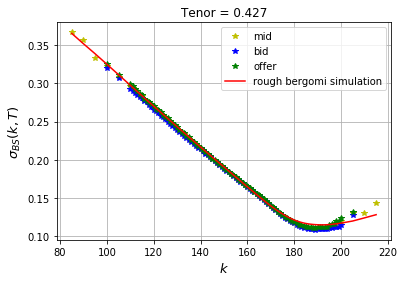 Tenor = 0.427
mid
bid
offer
rough bergomi simulation
0.35
0.30
0.25
0.20
0.15
0.10
σ_BS(k, T)
80 100 120 140 160 180 200 220
k